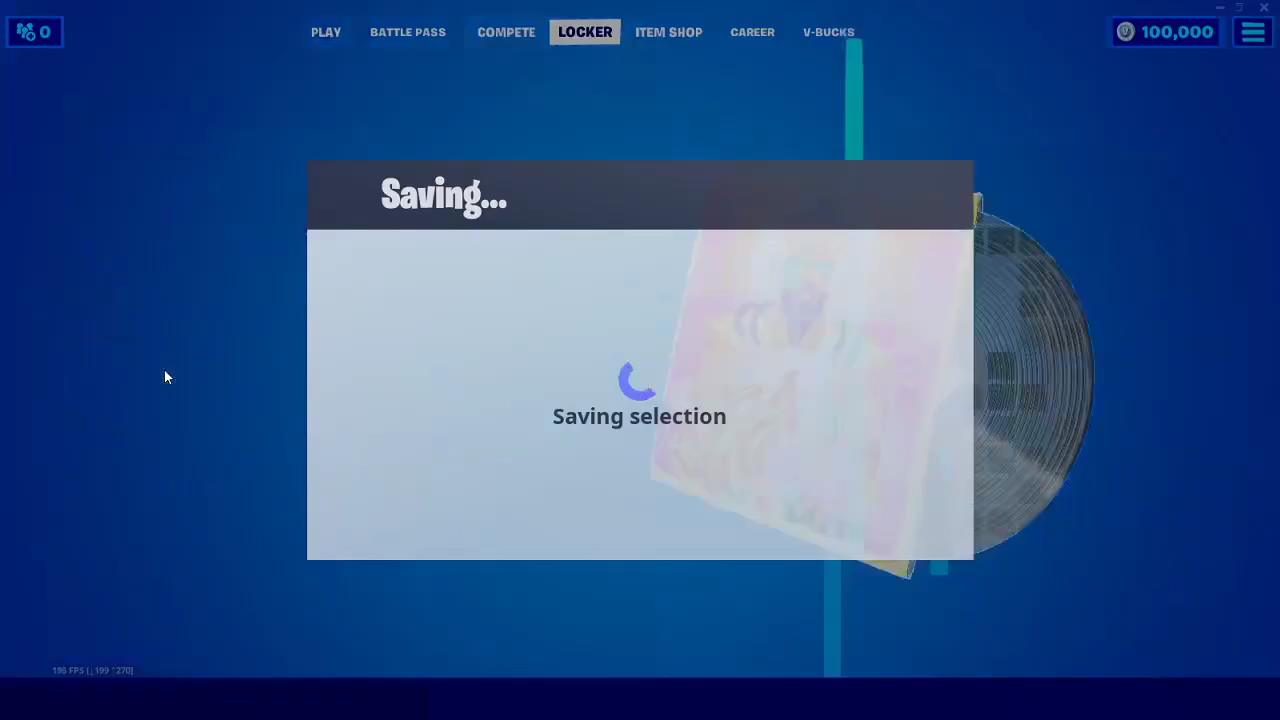 0
PLAY
BATTLE PASS
COMPETE
LOCKER
ITEM SHOP
CAREER
V-BUCKS
100,000
Saving...
Saving selection